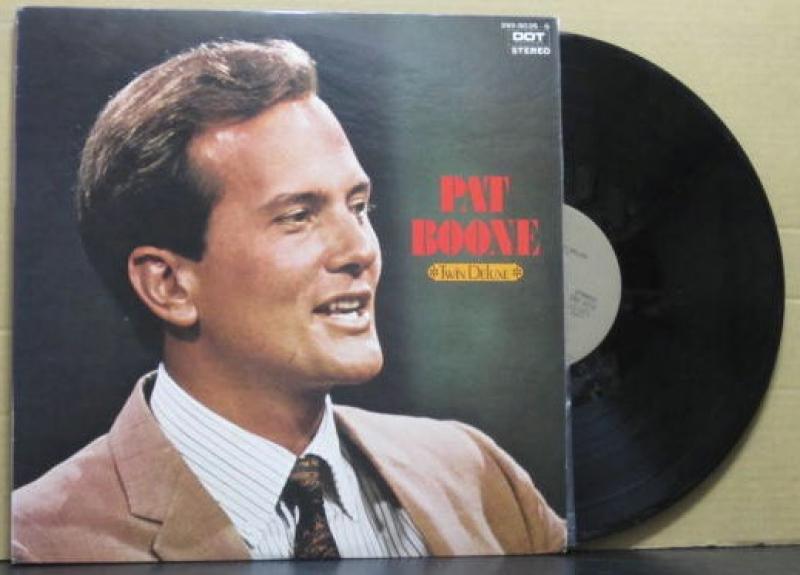 DOT
STEREO
PAT
BOONE
TWIN DELUXE